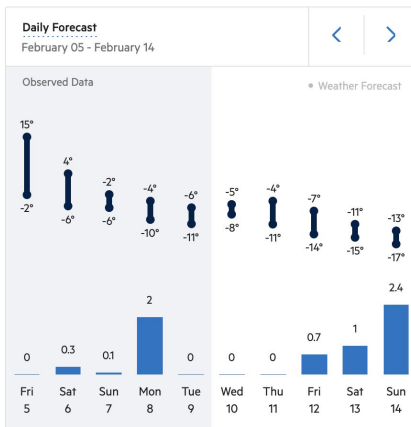 Daily Forecast
February 05 - February 14
Observed Data
Weather Forecast
15° 4° -2° -4° -6° -5° -4° -7° -11° -13°
-2° -6° -6° -10° -11° -8° -11° -14° -15° -17°
0 0.3 0.1 2 0 0 0 0.7 1 2.4
Fri Sat Sun Mon Tue Wed Thu Fri Sat Sun
5 6 7 8 9 10 11 12 13 14